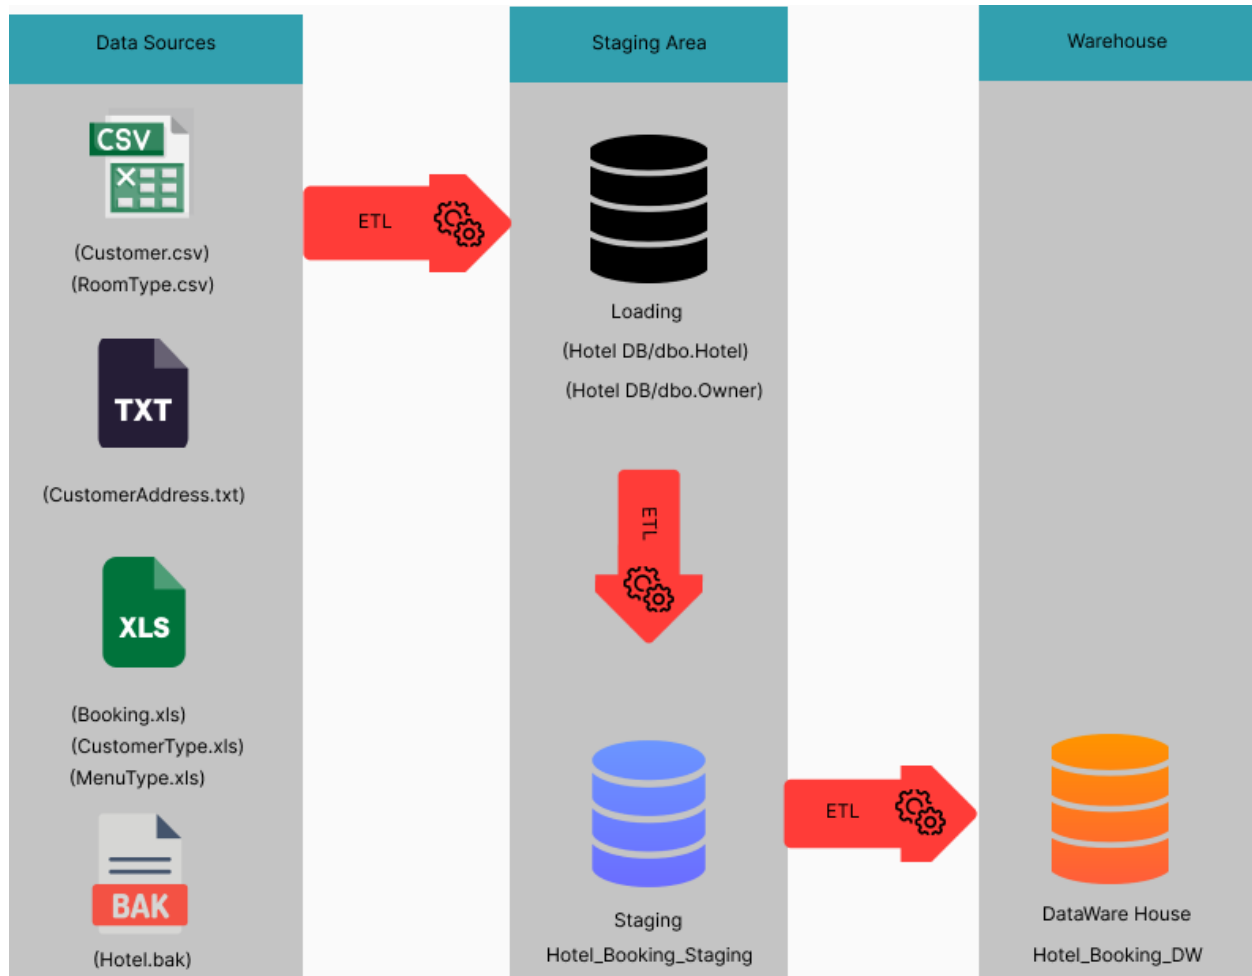 Data Sources
CSV
(Customer.csv)
(RoomType.csv)
TXT
(CustomerAddress.txt)
XLS
(Booking.xls)
(CustomerType.xls)
(MenuType.xls)
BAK
(Hotel.bak)
ETL
Staging Area
Loading
(Hotel DB/dbo.Hotel)
(Hotel DB/dbo.Owner)
ETL
Staging
Hotel_Booking_Staging
ETL
Warehouse
DataWare House
Hotel_Booking_DW